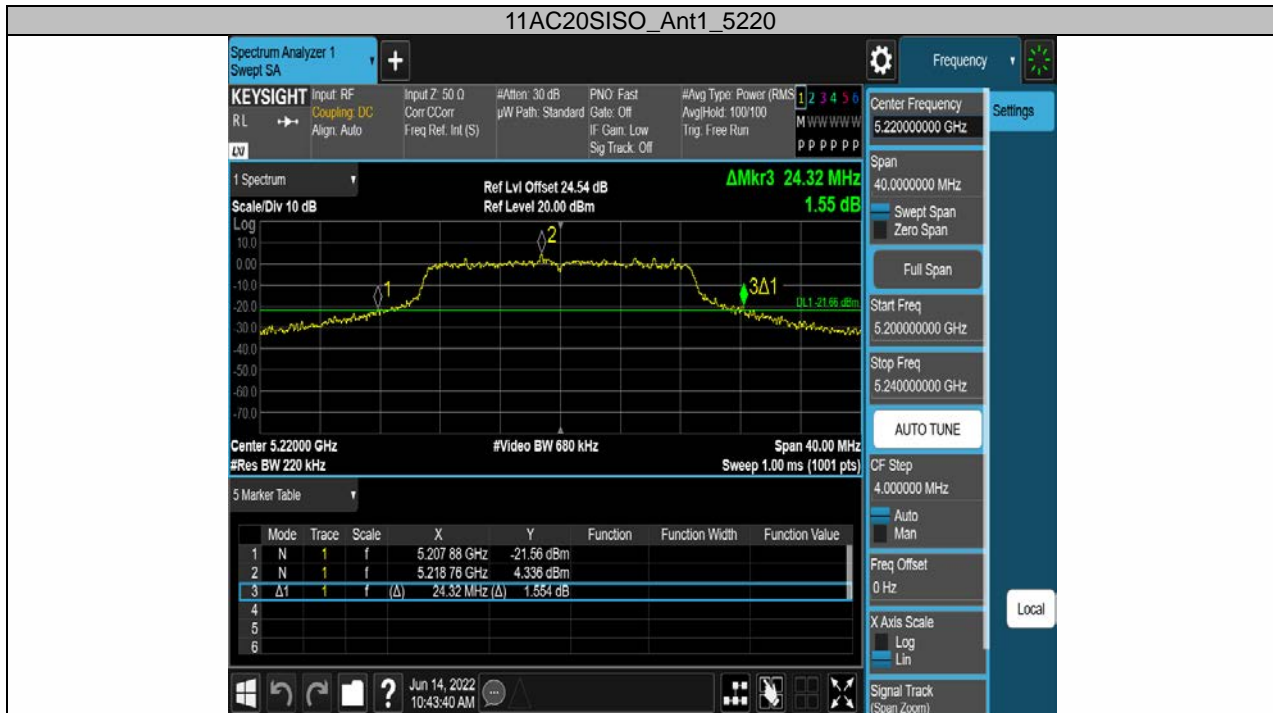 11AC20SISO_Ant1_5220
Spectrum Analyzer 1
Swept SA
+
Frequency
KEYSIGHT
RL
LXI
Input: RF
Coupling: DC
Align: Auto
Input Z: 50 Ω
Corr CCorr
Freq Ref: Int (S)
#Atten: 30 dB
µW Path: Standard
PNO: Fast
Gate: Off
IF Gain: Low
Sig Track: Off
#Avg Type: Power (RMS
Avg|Hold: 100/100
Trig: Free Run
1 2 3 4 5 6
M W W W W W
P P P P P P
1 Spectrum
Scale/Div 10 dB
Ref Lvl Offset 24.54 dB
Ref Level 20.00 dBm
ΔMkr3 24.32 MHz
1.55 dB
Log
10.0
0.00
-10.0
-20.0
-30.0
-40.0
-50.0
-60.0
-70.0
1
2
3Δ1
DL1 -21.66 dBm
Center 5.22000 GHz
#Res BW 220 kHz
#Video BW 680 kHz
Span 40.00 MHz
Sweep 1.00 ms (1001 pts)
5 Marker Table
Mode Trace Scale X Y Function Function Width Function Value
1 N 1 f 5.207 88 GHz -21.56 dBm
2 N 1 f 5.218 76 GHz 4.336 dBm
3 Δ1 1 f (Δ) 24.32 MHz (Δ) 1.554 dB
4
5
6
Center Frequency
5.220000000 GHz
Settings
Span
40.0000000 MHz
Swept Span
Zero Span
Full Span
Start Freq
5.200000000 GHz
Stop Freq
5.240000000 GHz
AUTO TUNE
CF Step
4.000000 MHz
Auto
Man
Freq Offset
0 Hz
X Axis Scale
Log
Lin
Signal Track
(Span Zoom)
Local
?
Jun 14, 2022
10:43:40 AM